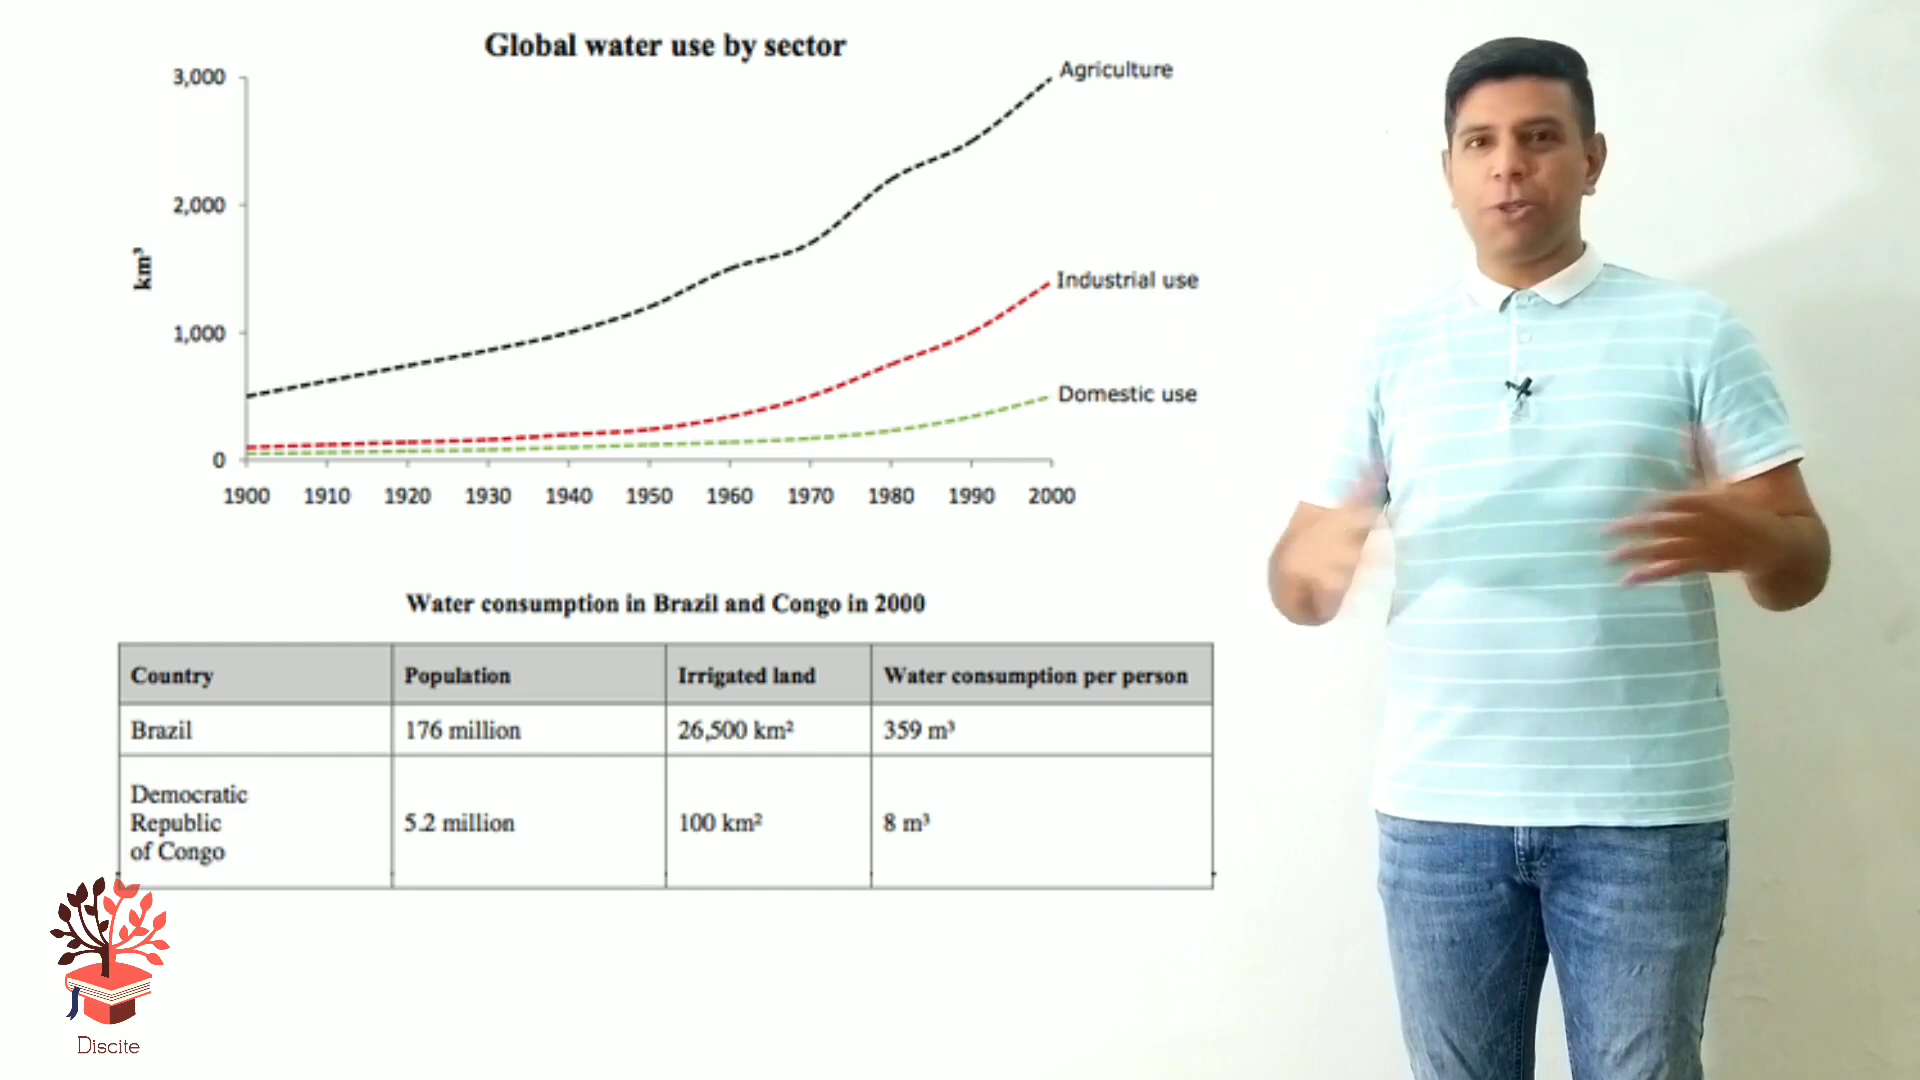 Global water use by sector
3,000
2,000
1,000
0
km³
Agriculture
Industrial use
Domestic use
1900 1910 1920 1930 1940 1950 1960 1970 1980 1990 2000
Water consumption in Brazil and Congo in 2000
Country Population Irrigated land Water consumption per person
Brazil 176 million 26,500 km² 359 m³
Democratic
Republic
of Congo
5.2 million 100 km² 8 m³
Discite